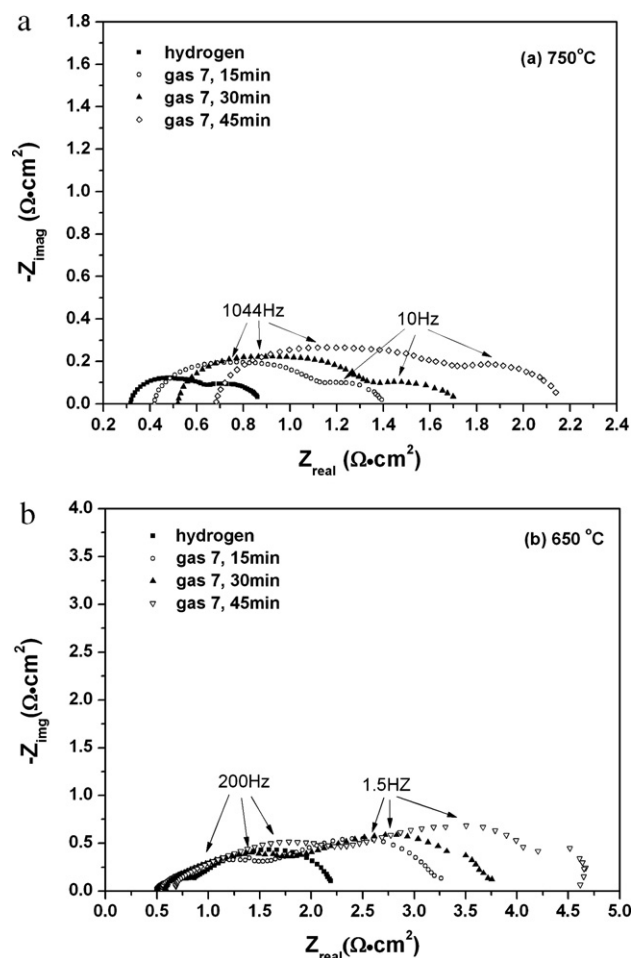 a
hydrogen
gas 7, 15min
gas 7, 30min
gas 7, 45min
(a) 750°C
1044Hz
10Hz
-Z_imag (Ω•cm²)
1.8
1.6
1.4
1.2
1.0
0.8
0.6
0.4
0.2
0.0
0.2 0.4 0.6 0.8 1.0 1.2 1.4 1.6 1.8 2.0 2.2 2.4
Z_real (Ω•cm²)
b
hydrogen
gas 7, 15min
gas 7, 30min
gas 7, 45min
(b) 650 °C
200Hz
1.5HZ
-Z_img(Ω•cm²)
4.0
3.5
3.0
2.5
2.0
1.5
1.0
0.5
0.0
0.0 0.5 1.0 1.5 2.0 2.5 3.0 3.5 4.0 4.5 5.0
Z_real(Ω•cm²)